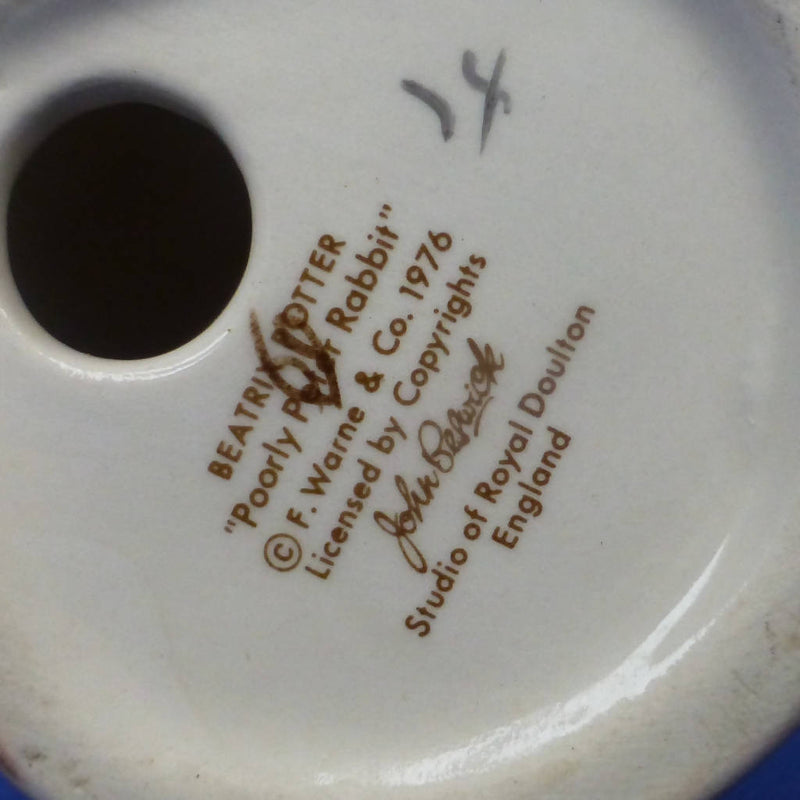 BEATRIX POTTER
"Poorly Peter Rabbit"
© F. Warne & Co. 1976
Licensed by Copyrights
John Beswick
Studio of Royal Doulton
England